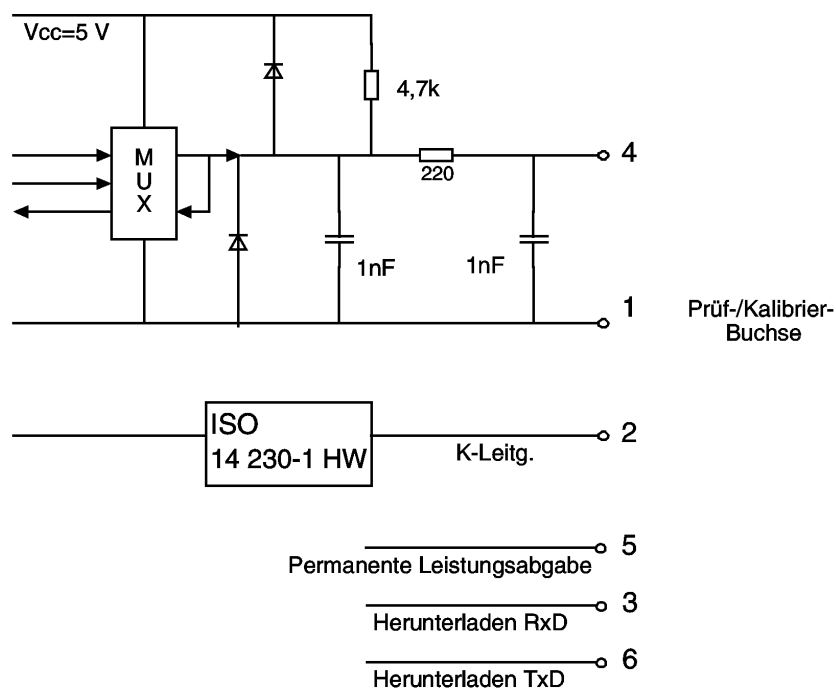 Vcc=5 V
4,7k
M
U
X
220
4
1nF
1nF
1
Prüf-/Kalibrier-
Buchse
ISO
14 230-1 HW
K-Leitg.
2
5
Permanente Leistungsabgabe
3
Herunterladen RxD
6
Herunterladen TxD